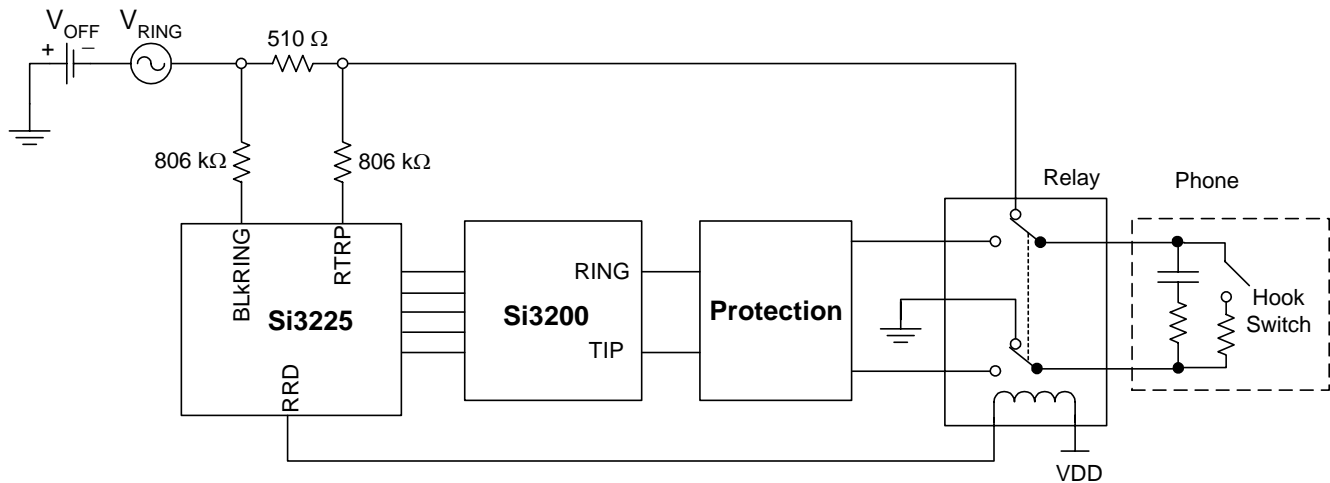 V_OFF V_RING
+ −
510 Ω
806 kΩ 806 kΩ
Relay
Phone
BLkRING
RTRP
RING
Si3225
Si3200
Protection
Hook
Switch
TIP
RRD
VDD